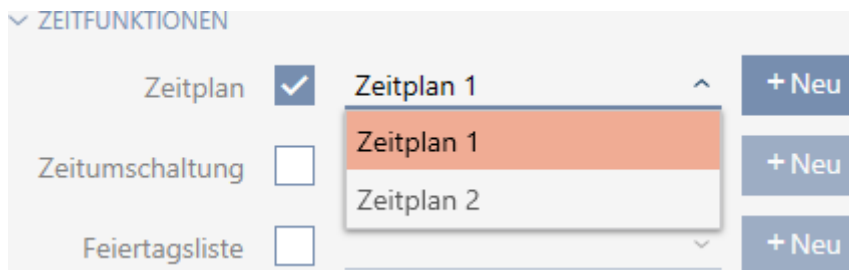 ZEITFUNKTIONEN
Zeitplan Zeitplan 1 + Neu
Zeitplan 1
Zeitumschaltung + Neu
Zeitplan 2
Feiertagsliste + Neu